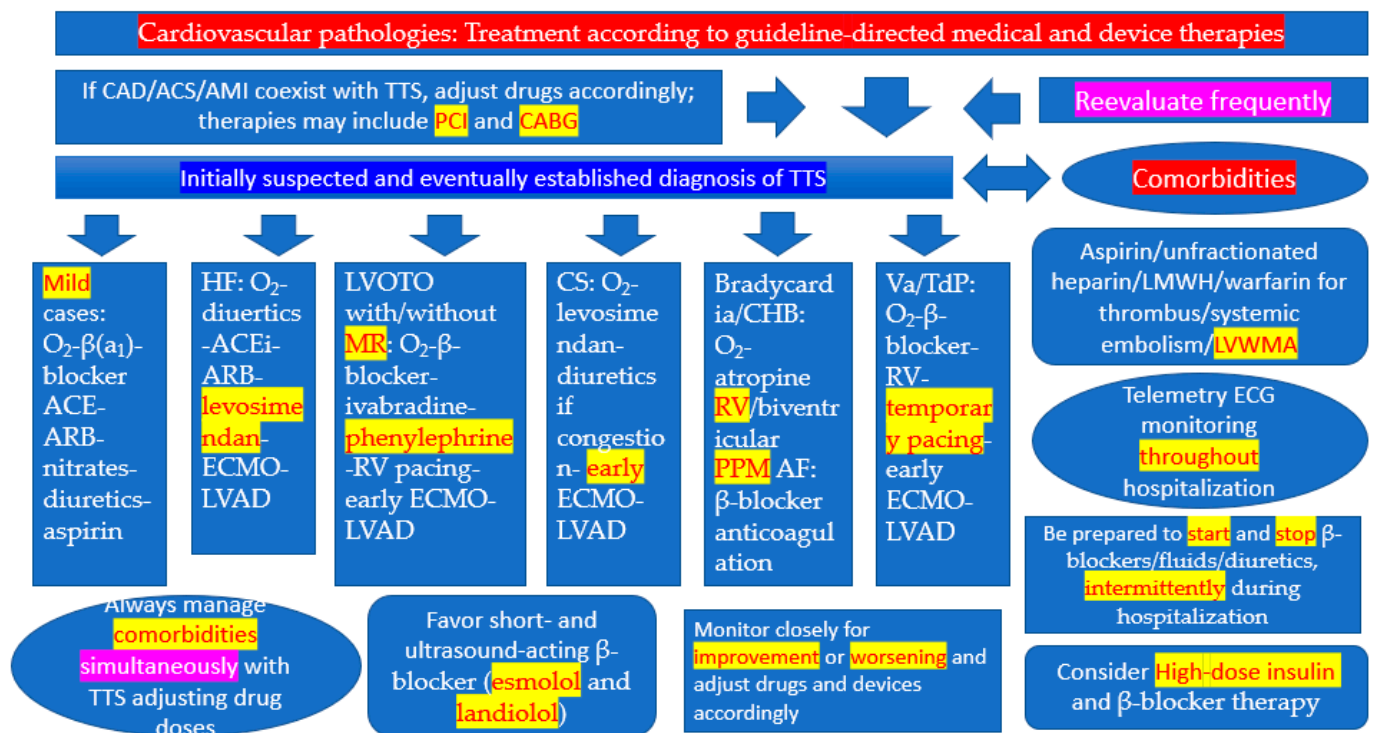 Cardiovascular pathologies: Treatment according to guideline-directed medical and device therapies
If CAD/ACS/AMI coexist with TTS, adjust drugs accordingly;
therapies may include PCI and CABG
Reevaluate frequently
Initially suspected and eventually established diagnosis of TTS
Comorbidities
Mild
cases:
O₂-β(a₁)-
blocker
ACE-
ARB-
nitrates-
diuretics-
aspirin
HF: O₂-
diuertics
-ACEi-
ARB-
levosime
ndan-
ECMO-
LVAD
LVOTO
with/without
MR: O₂-β-
blocker-
ivabradine-
phenylephrine
-RV pacing-
early ECMO-
LVAD
CS: O₂-
levosime
ndan-
diuretics
if
congestio
n- early
ECMO-
LVAD
Bradycard
ia/CHB:
O₂-
atropine
RV/biventr
icular
PPM AF:
β-blocker
anticoagul
ation
Va/TdP:
O₂-β-
blocker-
RV-
temporar
y pacing-
early
ECMO-
LVAD
Aspirin/unfractionated
heparin/LMWH/warfarin for
thrombus/systemic
embolism/LVWMA
Telemetry ECG
monitoring
throughout
hospitalization
Be prepared to start and stop β-
blockers/fluids/diuretics,
intermittently during
hospitalization
Always manage
comorbidities
simultaneously with
TTS adjusting drug
doses
Favor short- and
ultrasound-acting β-
blocker (esmolol and
landiolol)
Monitor closely for
improvement or worsening and
adjust drugs and devices
accordingly
Consider High-dose insulin
and β-blocker therapy